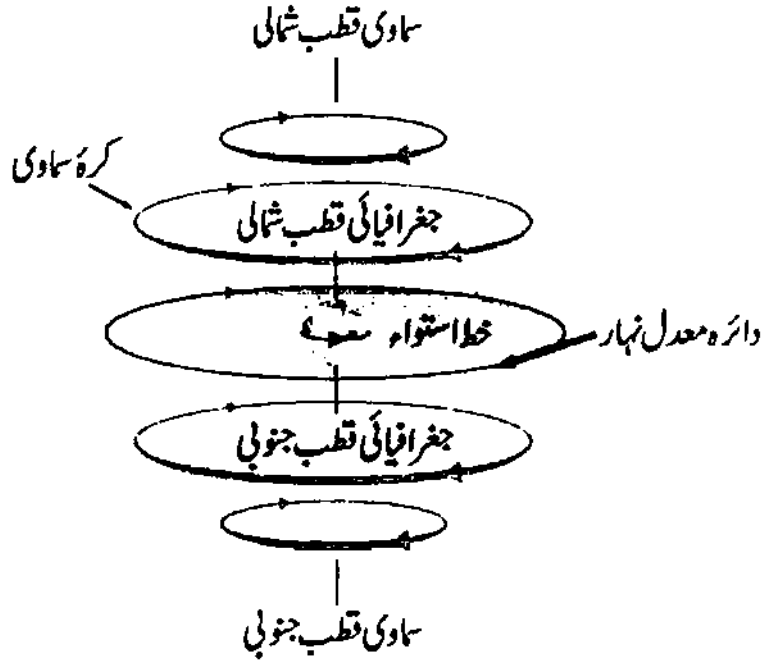 سماوی قطب شمالی
کرۂ سماوی
جغرافیائی قطب شمالی
خط استواء
دائرہ معدل نہار
جغرافیائی قطب جنوبی
سماوی قطب جنوبی